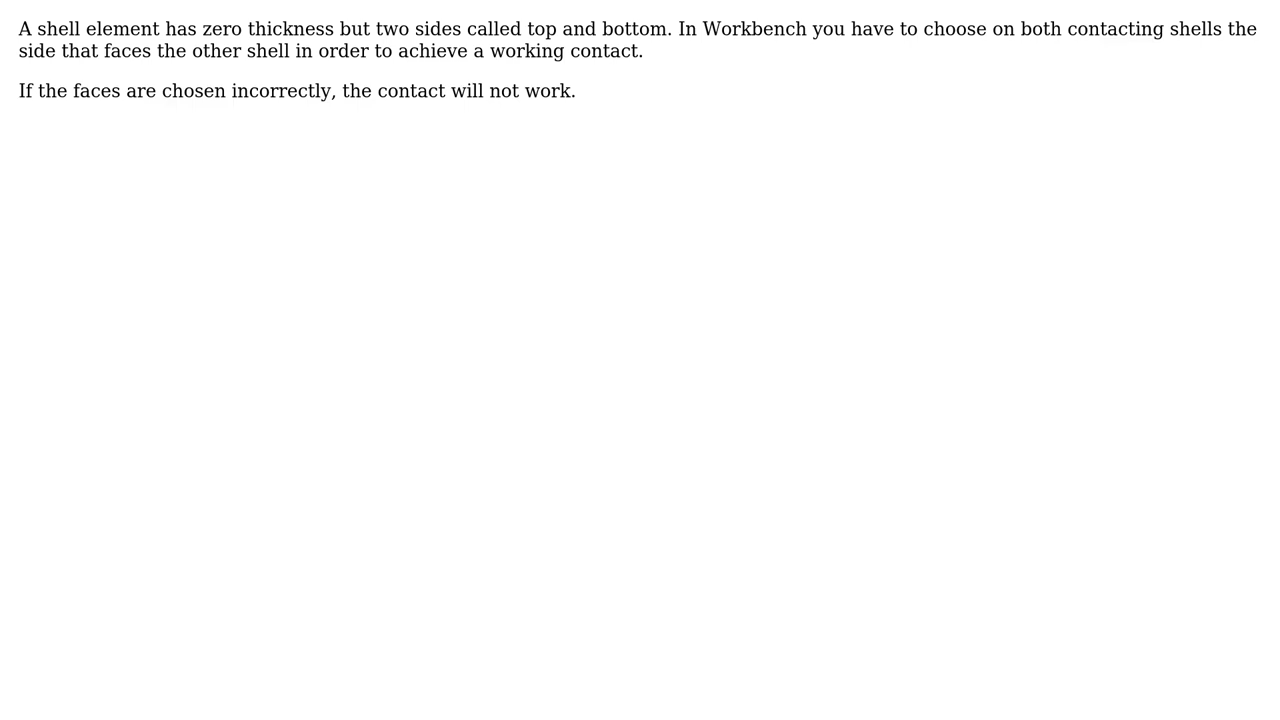 A shell element has zero thickness but two sides called top and bottom. In Workbench you have to choose on both contacting shells the
side that faces the other shell in order to achieve a working contact.
If the faces are chosen incorrectly, the contact will not work.